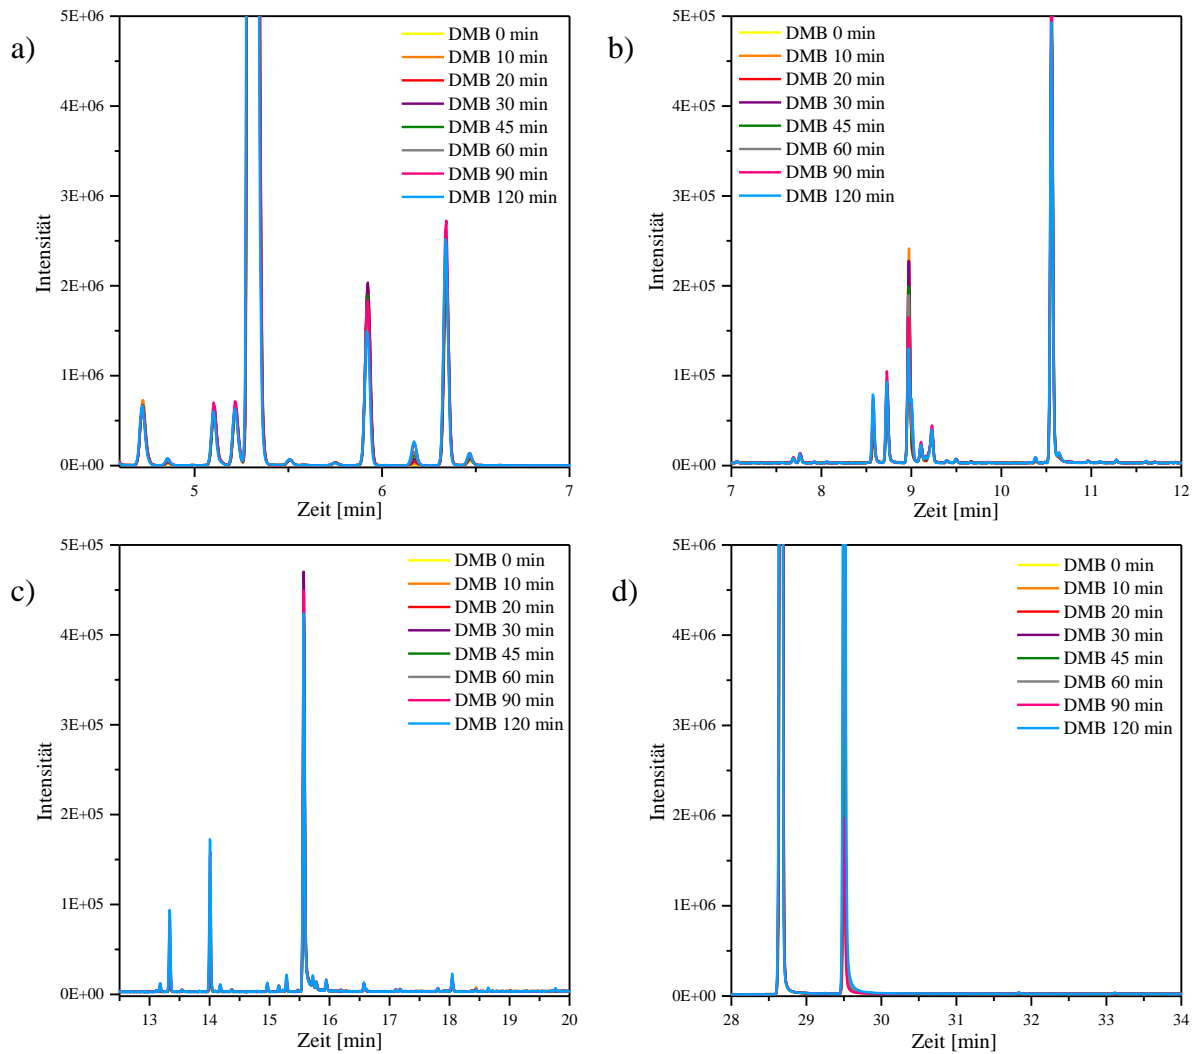 a)
5E+06
4E+06
3E+06
2E+06
1E+06
0E+00
Intensität
DMB 0 min
DMB 10 min
DMB 20 min
DMB 30 min
DMB 45 min
DMB 60 min
DMB 90 min
DMB 120 min
5 6 7
Zeit [min]
b)
5E+05
4E+05
3E+05
2E+05
1E+05
0E+00
Intensität
DMB 0 min
DMB 10 min
DMB 20 min
DMB 30 min
DMB 45 min
DMB 60 min
DMB 90 min
DMB 120 min
7 8 9 10 11 12
Zeit [min]
c)
5E+05
4E+05
3E+05
2E+05
1E+05
0E+00
Intensität
DMB 0 min
DMB 10 min
DMB 20 min
DMB 30 min
DMB 45 min
DMB 60 min
DMB 90 min
DMB 120 min
13 14 15 16 17 18 19 20
Zeit [min]
d)
5E+06
4E+06
3E+06
2E+06
1E+06
0E+00
Intensität
DMB 0 min
DMB 10 min
DMB 20 min
DMB 30 min
DMB 45 min
DMB 60 min
DMB 90 min
DMB 120 min
28 29 30 31 32 33 34
Zeit [min]